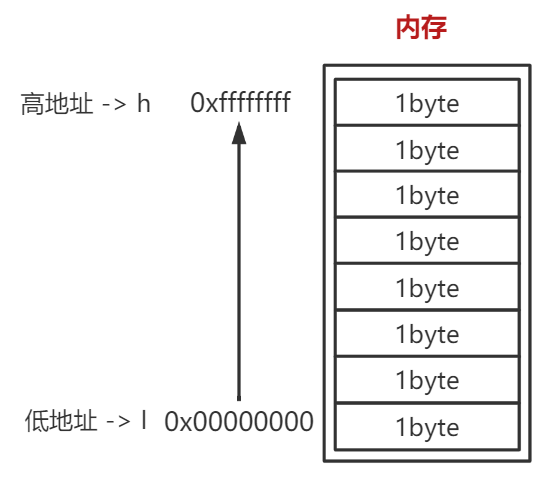 内存
高地址 -> h 0xffffffff 1byte
1byte
1byte
1byte
1byte
1byte
1byte
低地址 -> l 0x00000000 1byte